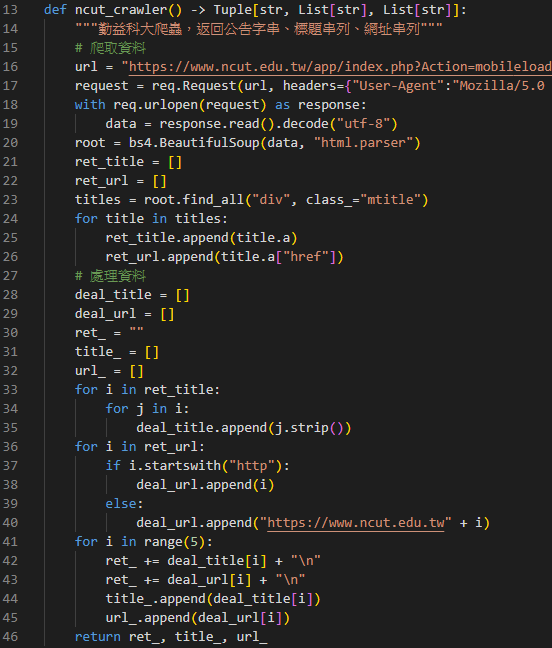 13 def ncut_crawler() -> Tuple[str, List[str], List[str]]:
14     """勤益科大爬蟲，返回公告字串、標題串列、網址串列"""
15     # 爬取資料
16     url = "https://www.ncut.edu.tw/app/index.php?Action=mobileload
17     request = req.Request(url, headers={"User-Agent":"Mozilla/5.0
18     with req.urlopen(request) as response:
19         data = response.read().decode("utf-8")
20     root = bs4.BeautifulSoup(data, "html.parser")
21     ret_title = []
22     ret_url = []
23     titles = root.find_all("div", class_="mtitle")
24     for title in titles:
25         ret_title.append(title.a)
26         ret_url.append(title.a["href"])
27     # 處理資料
28     deal_title = []
29     deal_url = []
30     ret_ = ""
31     title_ = []
32     url_ = []
33     for i in ret_title:
34         for j in i:
35             deal_title.append(j.strip())
36     for i in ret_url:
37         if i.startswith("http"):
38             deal_url.append(i)
39         else:
40             deal_url.append("https://www.ncut.edu.tw" + i)
41     for i in range(5):
42         ret_ += deal_title[i] + "\n"
43         ret_ += deal_url[i] + "\n"
44         title_.append(deal_title[i])
45         url_.append(deal_url[i])
46     return ret_, title_, url_